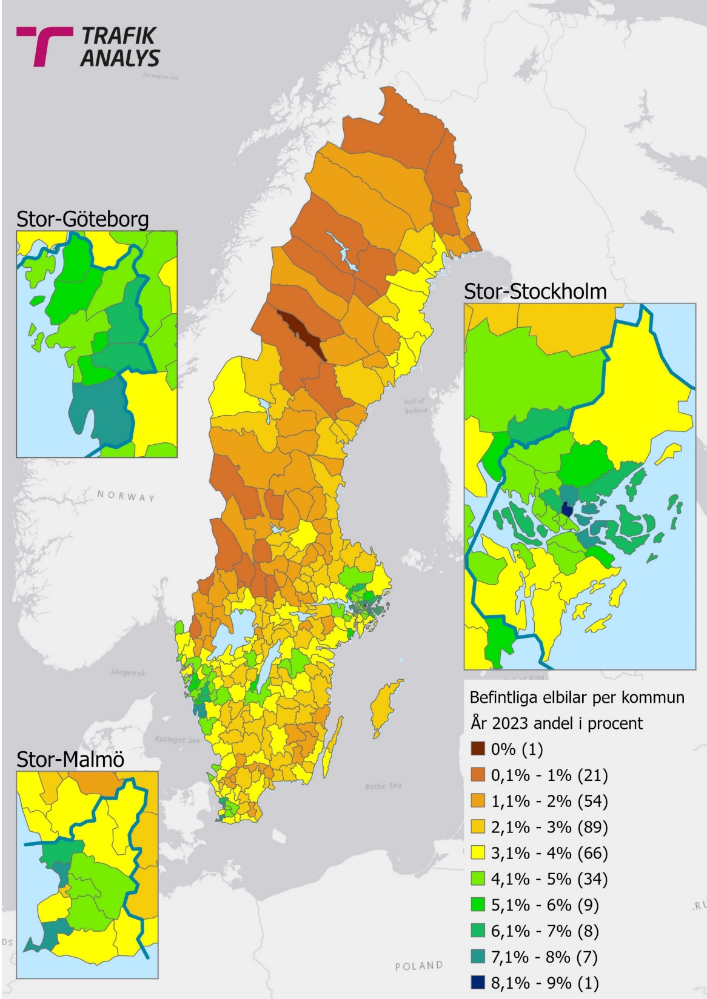 TRAFIK
ANALYS
Norwegian Sea
Stor-Göteborg
Stor-Stockholm
Gulf of
Bothnia
NORWAY
Skagerrak
Kattegat Sea
Stor-Malmö
Baltic Sea
POLAND
Befintliga elbilar per kommun
År 2023 andel i procent
0% (1)
0,1% - 1% (21)
1,1% - 2% (54)
2,1% - 3% (89)
3,1% - 4% (66)
4,1% - 5% (34)
5,1% - 6% (9)
6,1% - 7% (8)
7,1% - 8% (7)
8,1% - 9% (1)